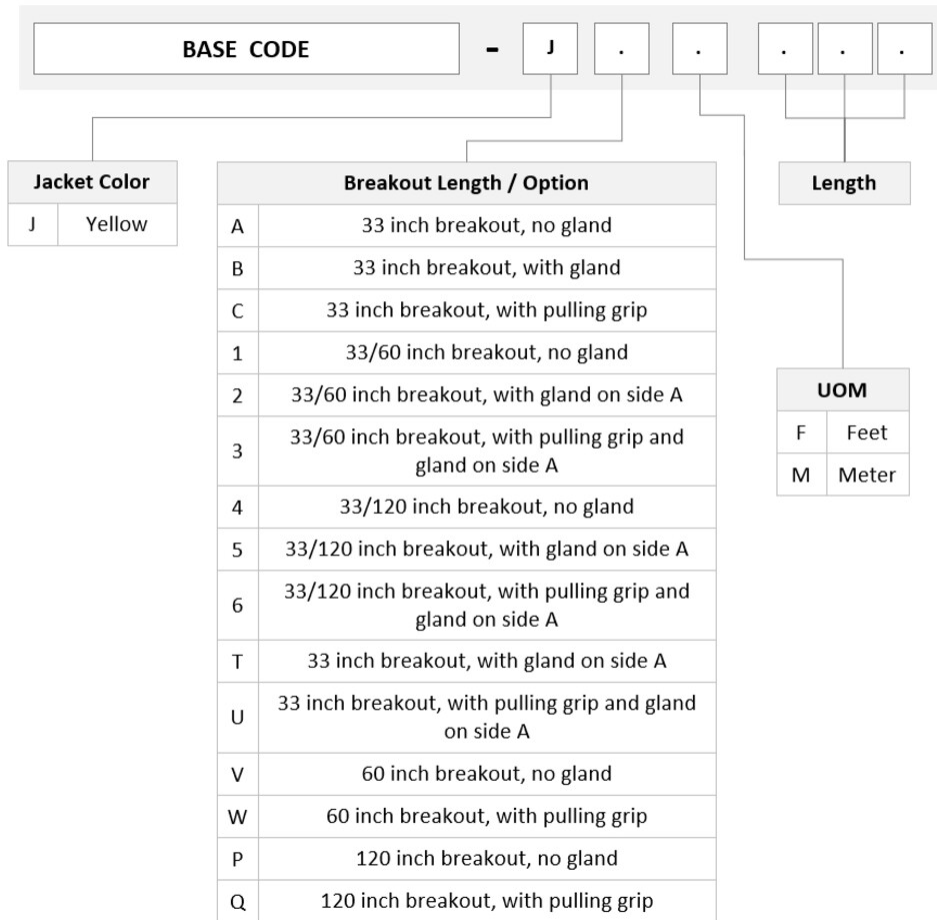 BASE CODE - J . . . . .
Jacket Color
J Yellow
Breakout Length / Option
A 33 inch breakout, no gland
B 33 inch breakout, with gland
C 33 inch breakout, with pulling grip
1 33/60 inch breakout, no gland
2 33/60 inch breakout, with gland on side A
3 33/60 inch breakout, with pulling grip and
gland on side A
4 33/120 inch breakout, no gland
5 33/120 inch breakout, with gland on side A
6 33/120 inch breakout, with pulling grip and
gland on side A
T 33 inch breakout, with gland on side A
U 33 inch breakout, with pulling grip and gland
on side A
V 60 inch breakout, no gland
W 60 inch breakout, with pulling grip
P 120 inch breakout, no gland
Q 120 inch breakout, with pulling grip
Length
UOM
F Feet
M Meter